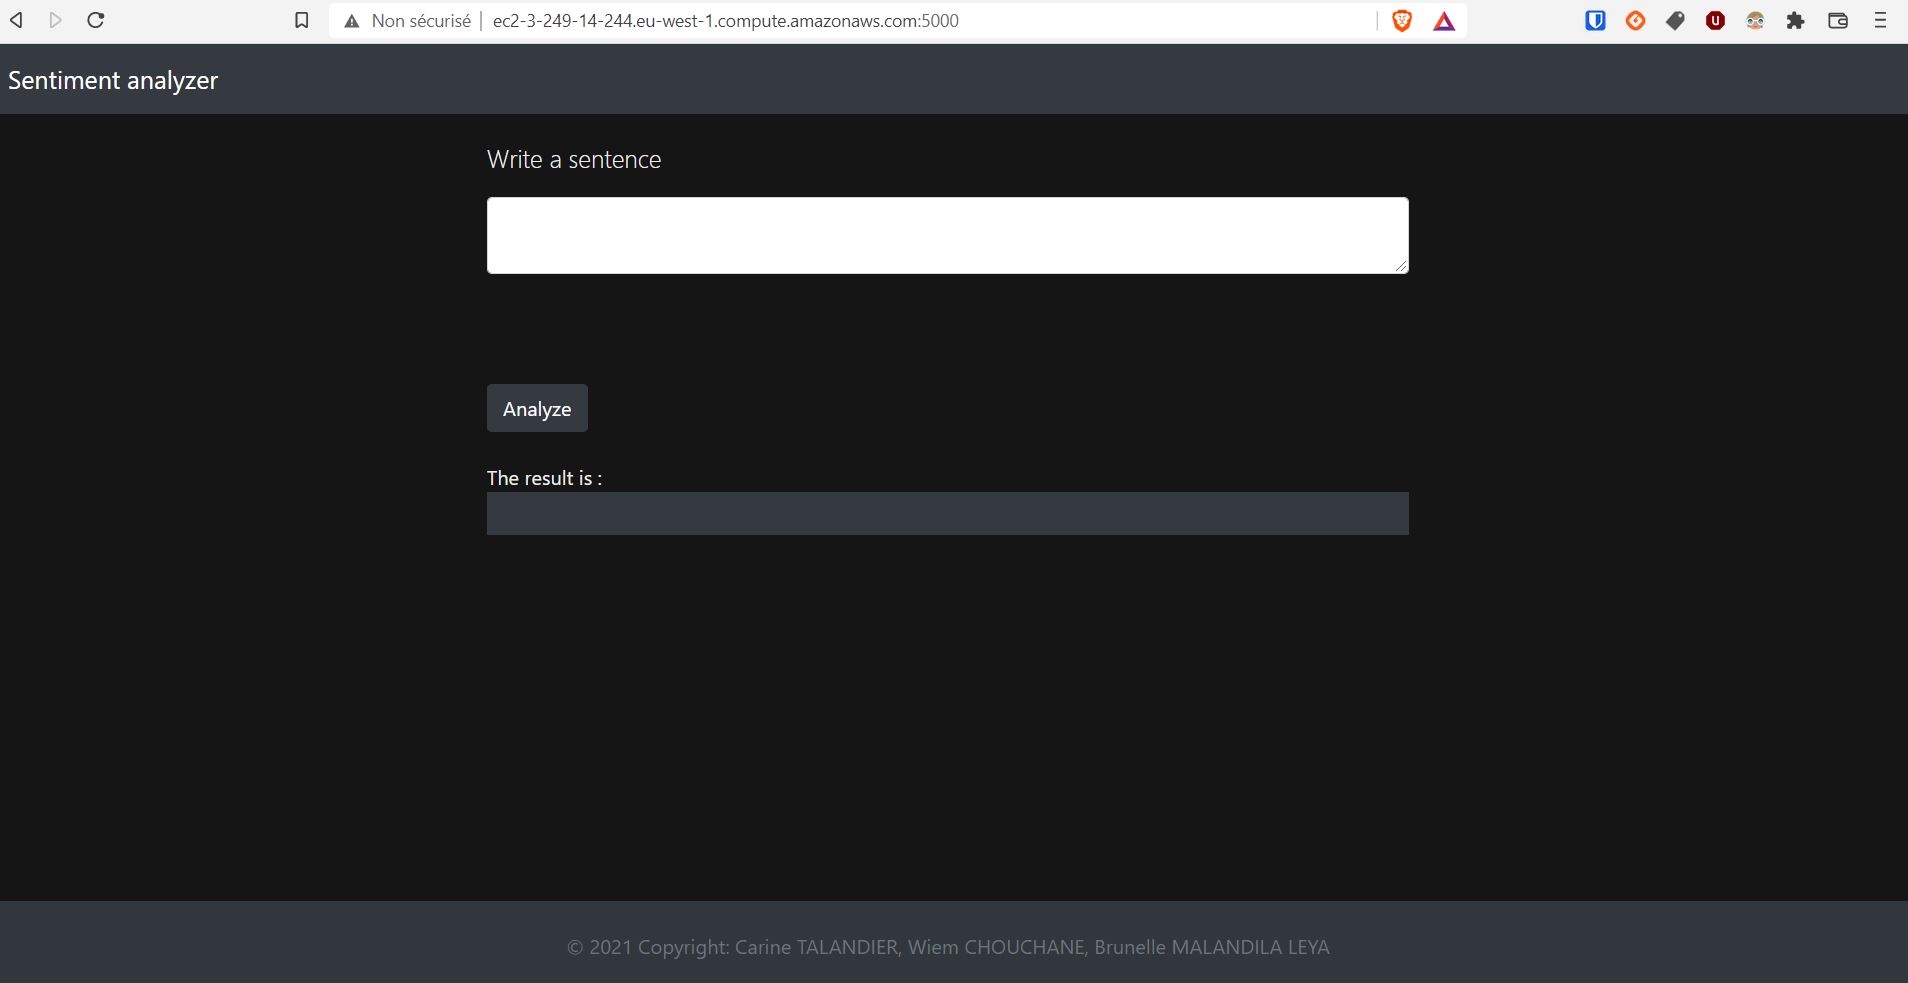 Non sécurisé | ec2-3-249-14-244.eu-west-1.compute.amazonaws.com:5000
Sentiment analyzer
Write a sentence
Analyze
The result is :
© 2021 Copyright: Carine TALANDIER, Wiem CHOUCHANE, Brunelle MALANDILA LEYA